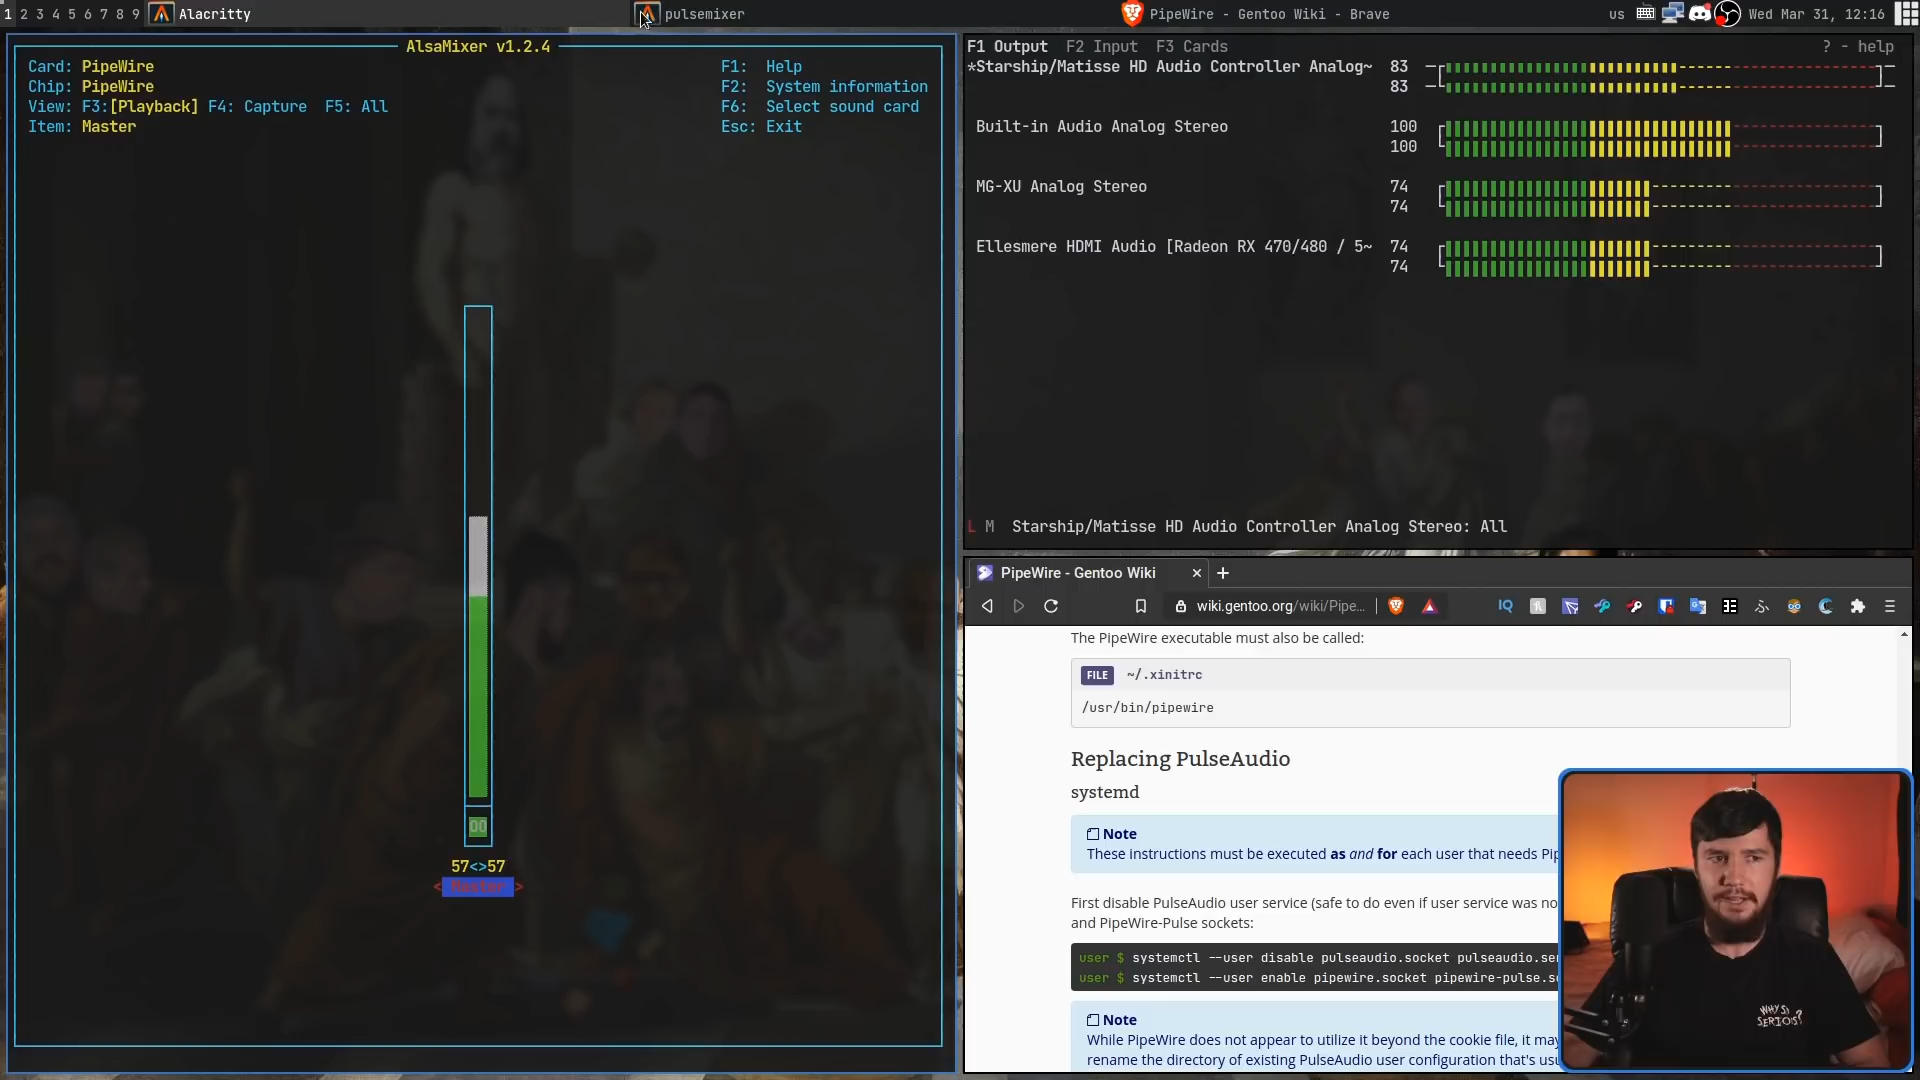 1 2 3 4 5 6 7 8 9 Alacritty pulsemixer PipeWire - Gentoo Wiki - Brave us Wed Mar 31, 12:16
AlsaMixer v1.2.4
Card: PipeWire F1: Help
Chip: PipeWire F2: System information
View: F3:[Playback] F4: Capture F5: All F6: Select sound card
Item: Master Esc: Exit
OO
57<>57
< Master >
F1 Output F2 Input F3 Cards ? - help
*Starship/Matisse HD Audio Controller Analog~ 83
83
Built-in Audio Analog Stereo 100
100
MG-XU Analog Stereo 74
74
Ellesmere HDMI Audio [Radeon RX 470/480 / 5~ 74
74
L M Starship/Matisse HD Audio Controller Analog Stereo: All
PipeWire - Gentoo Wiki × +
wiki.gentoo.org/wiki/Pipe... IQ
The PipeWire executable must also be called:
FILE ~/.xinitrc
/usr/bin/pipewire
Replacing PulseAudio
systemd
Note
These instructions must be executed as and for each user that needs Pip
First disable PulseAudio user service (safe to do even if user service was no
and PipeWire-Pulse sockets:
user $ systemctl --user disable pulseaudio.socket pulseaudio.se
user $ systemctl --user enable pipewire.socket pipewire-pulse.s
Note
While PipeWire does not appear to utilize it beyond the cookie file, it may
rename the directory of existing PulseAudio user configuration that's us
WHY SO
SERIOUS?